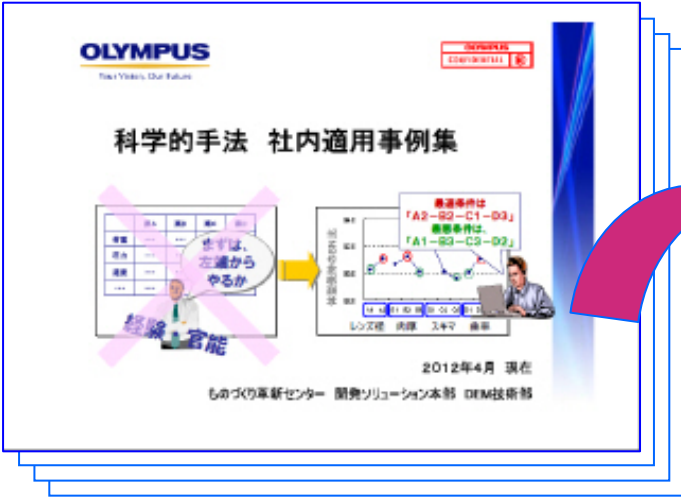 OLYMPUS
Your Vision, Our Future
OLYMPUS
CONFIDENTIAL
科学的手法 社内適用事例集
まずは、
左端から
やるか
経験・官能
最適条件は
「A2-B2-C1-D3」
最悪条件は、
「A1-B3-C3-D2」
レンズ径 肉厚 スキマ 曲率
2012年4月 現在
ものづくり革新センター 開発ソリューション本部 DEM技術部